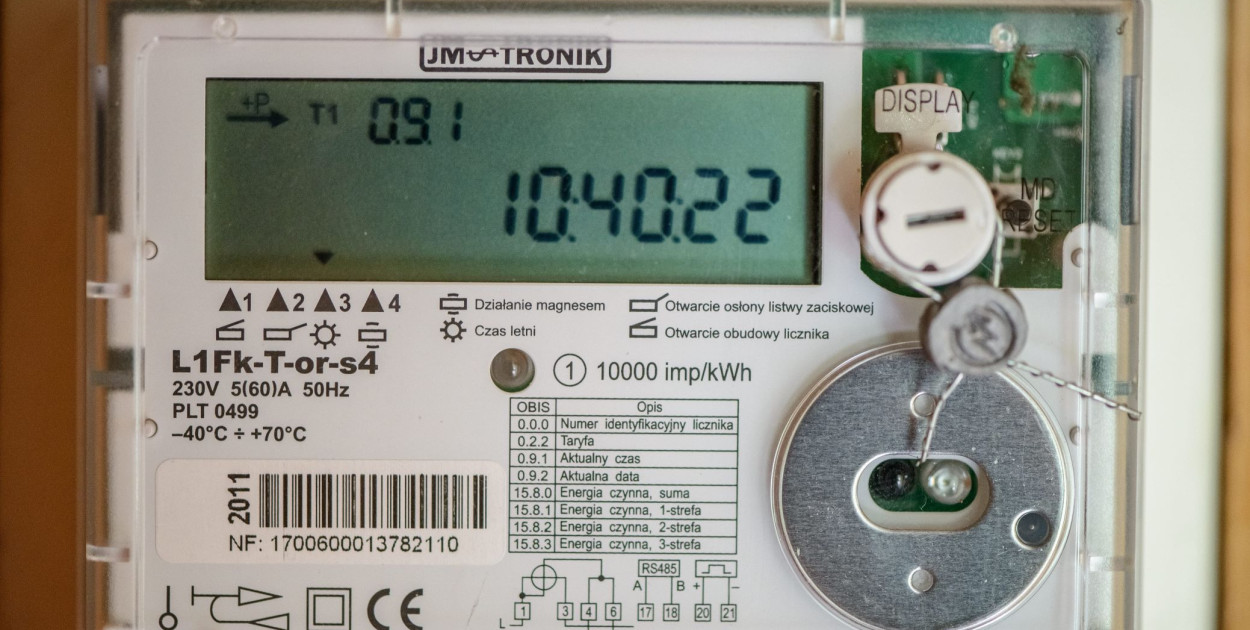 JM TRONIK
DISPLAY
+P T1 0.9.1
10:40:22
MD
RESET
1 2 3 4
Działanie magnesem
Otwarcie osłony listwy zaciskowej
Czas letni
Otwarcie obudowy licznika
L1Fk-T-or-s4
230V 5(60)A 50Hz
PLT 0499
–40°C ÷ +70°C
1 10000 imp/kWh
OBIS Opis
0.0.0 Numer identyfikacyjny licznika
0.2.2 Taryfa
0.9.1 Aktualny czas
0.9.2 Aktualna data
15.8.0 Energia czynna, suma
15.8.1 Energia czynna, 1-strefa
15.8.2 Energia czynna, 2-strefa
15.8.3 Energia czynna, 3-strefa
2011
NF: 1700600013782110
CE
RS485
A B + –
1 3 4 6 17 18 20 21
L